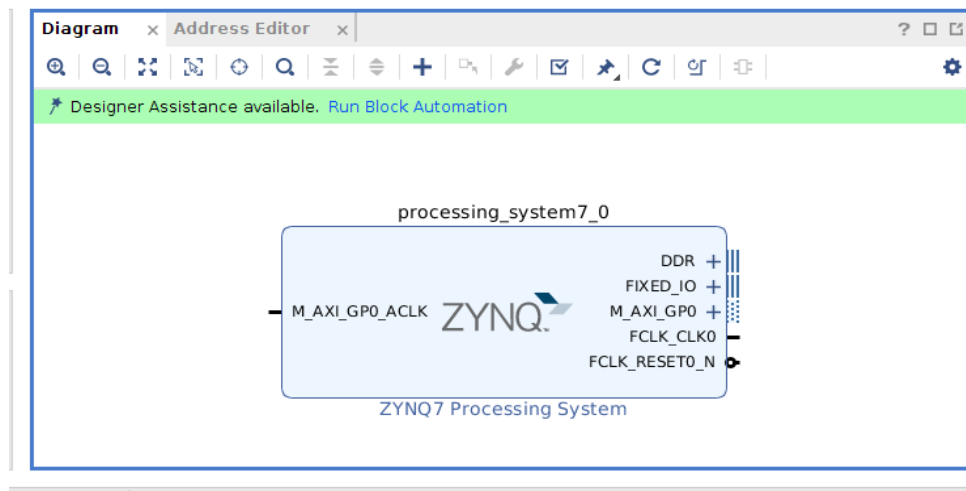 Diagram × Address Editor ×
Designer Assistance available. Run Block Automation
processing_system7_0
DDR
FIXED_IO
M_AXI_GP0_ACLK ZYNQ M_AXI_GP0
FCLK_CLK0
FCLK_RESET0_N
ZYNQ7 Processing System